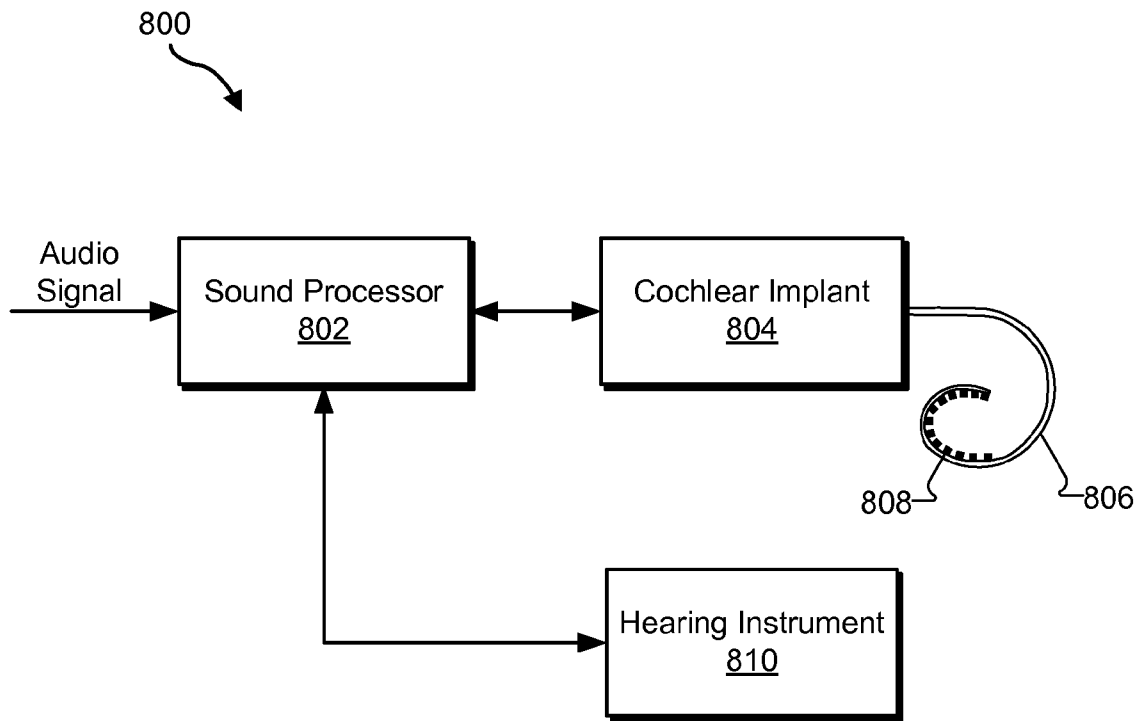 800
Audio
Signal
Sound Processor
802
Cochlear Implant
804
808
806
Hearing Instrument
810